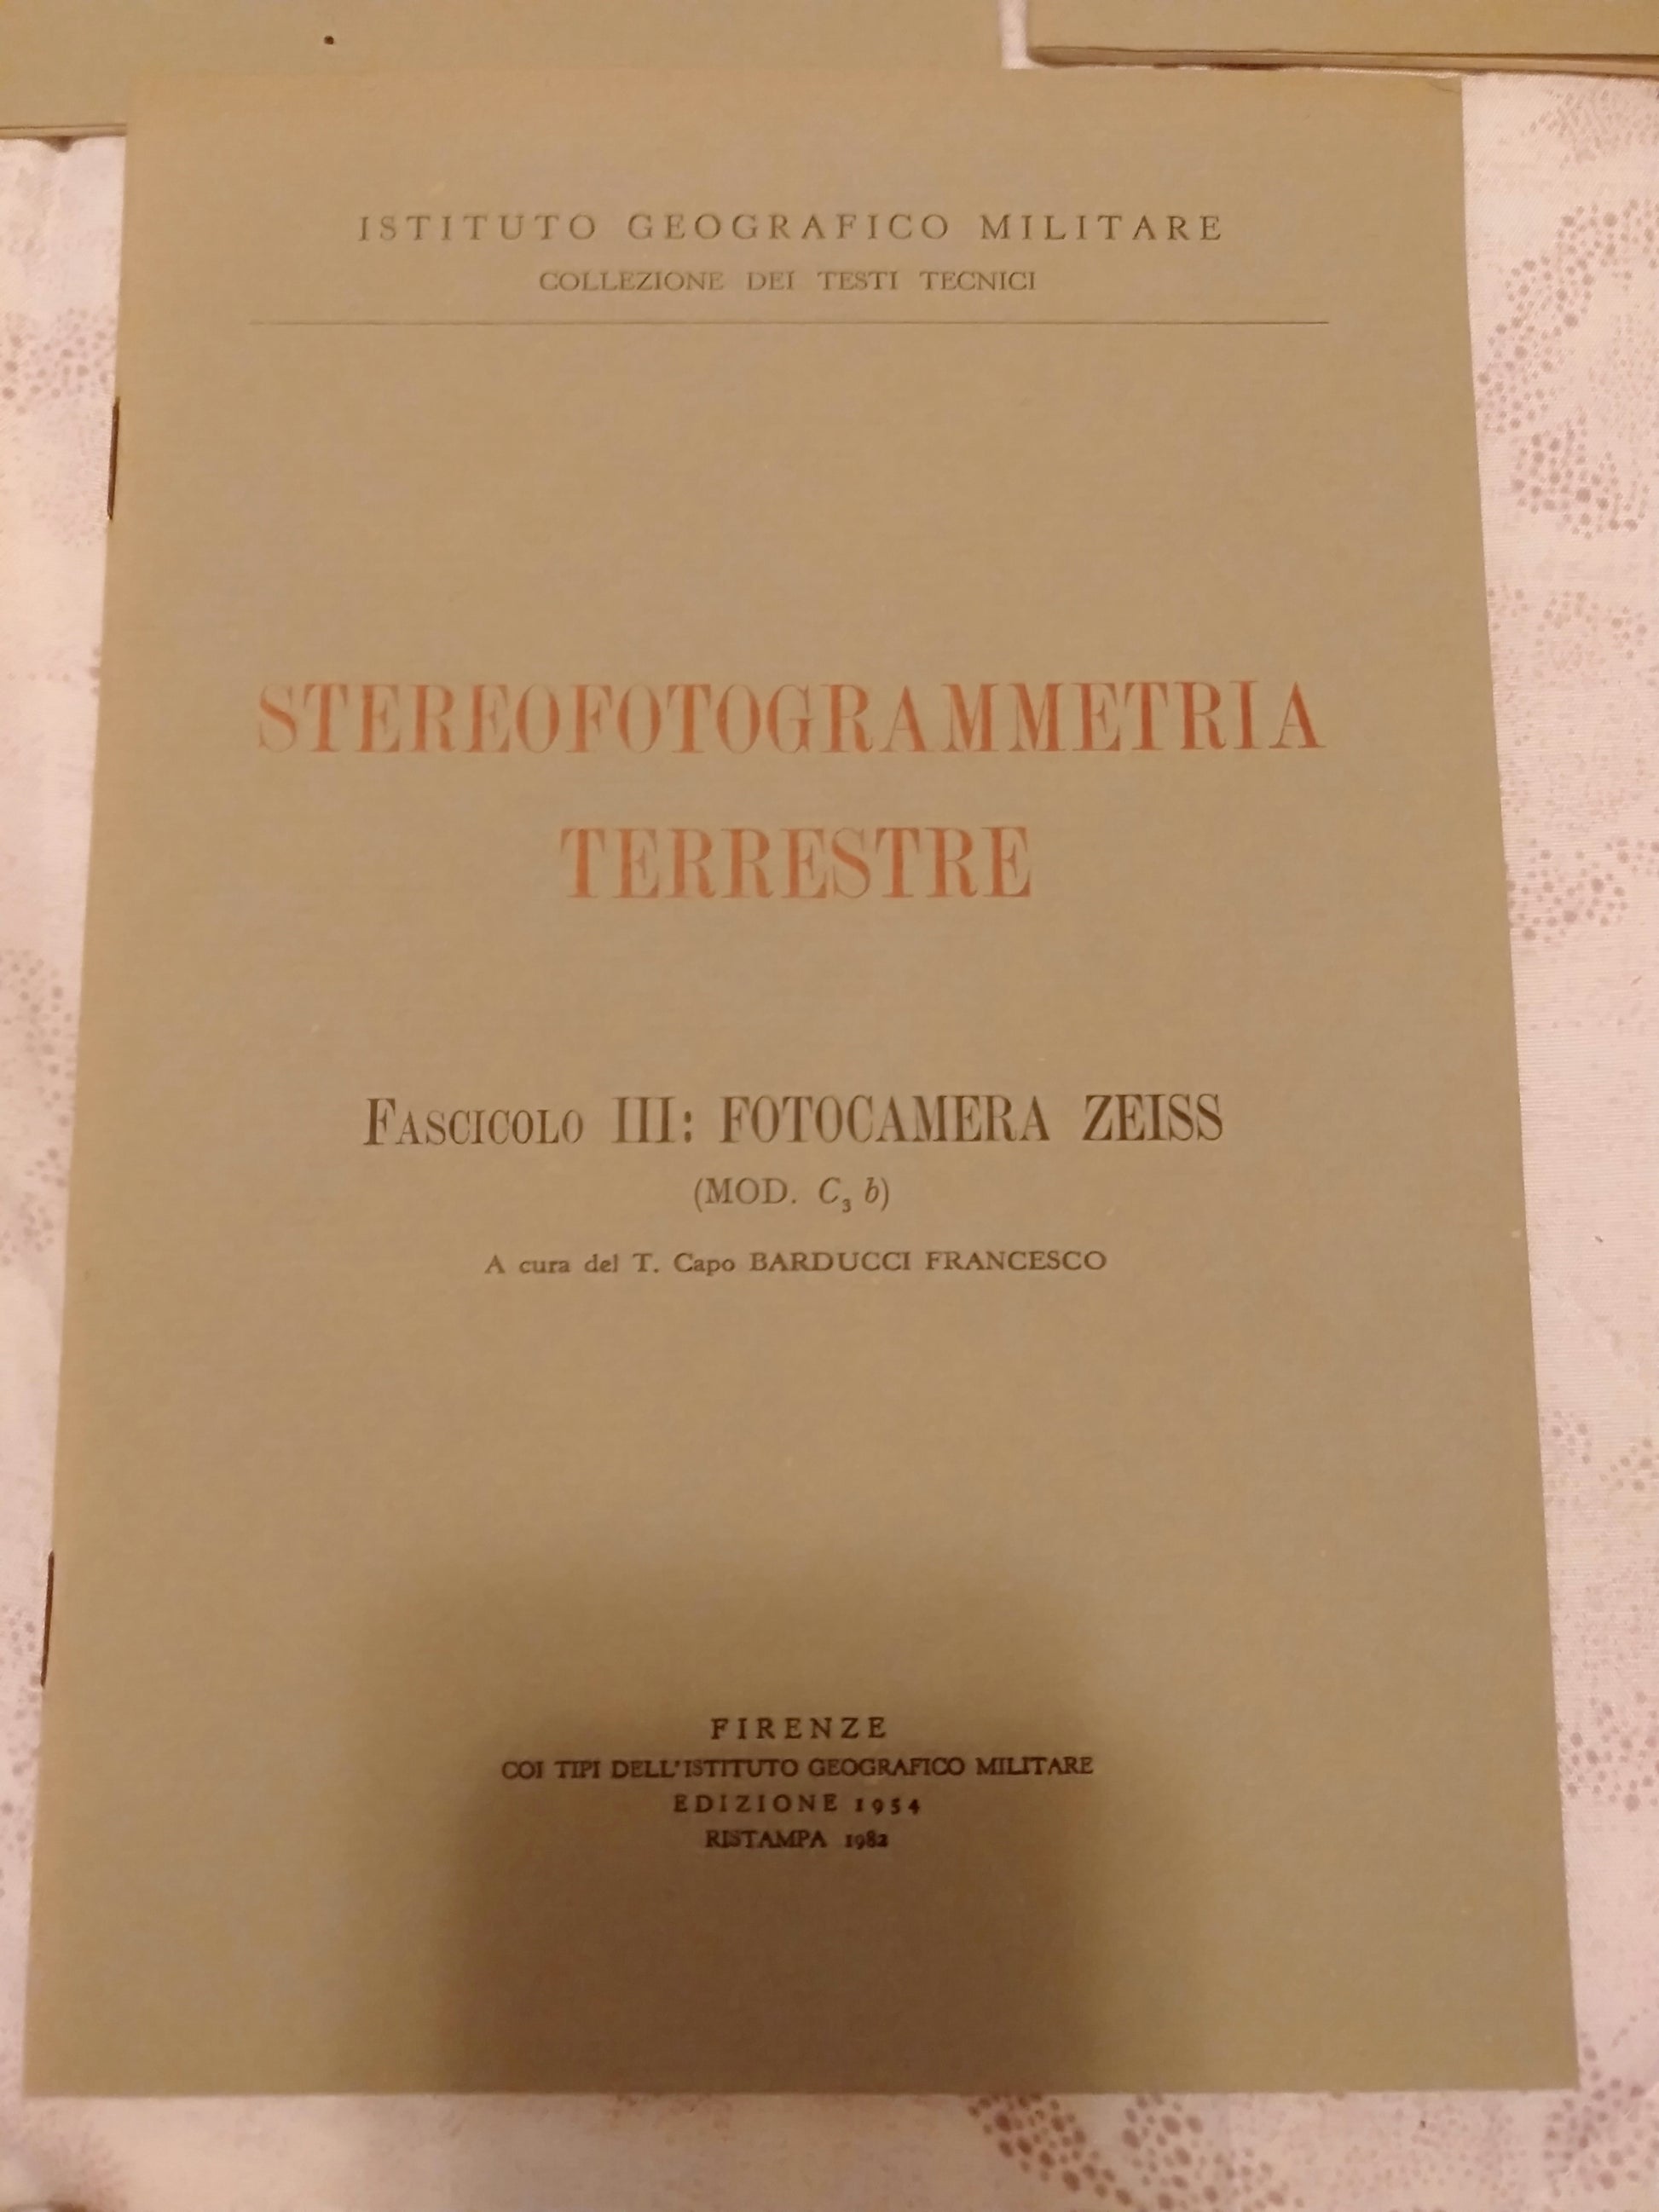 ISTITUTO GEOGRAFICO MILITARE
COLLEZIONE DEI TESTI TECNICI
STEREOFOTOGRAMMETRIA
TERRESTRE
FASCICOLO III: FOTOCAMERA ZEISS
(MOD. C₃ b)
A cura del T. Capo BARDUCCI FRANCESCO
FIRENZE
COI TIPI DELL'ISTITUTO GEOGRAFICO MILITARE
EDIZIONE 1954
RISTAMPA 1982